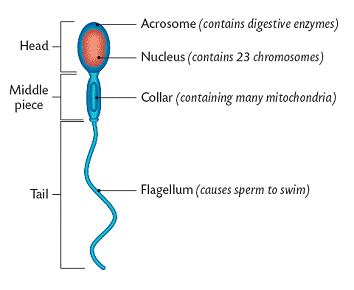 Acrosome (contains digestive enzymes)
Head
Nucleus (contains 23 chromosomes)
Middle
piece
Collar (containing many mitochondria)
Tail
Flagellum (causes sperm to swim)